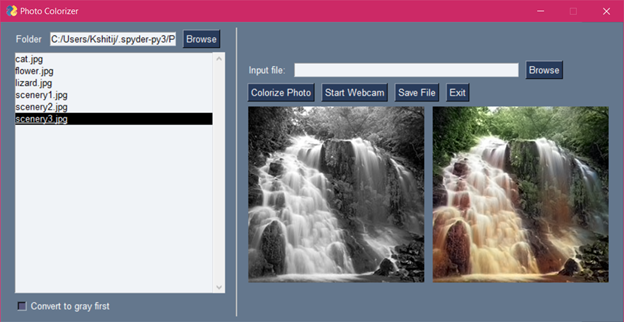 Photo Colorizer
Folder C:/Users/Kshitij/.spyder-py3/P Browse
cat.jpg
flower.jpg
lizard.jpg
scenery1.jpg
scenery2.jpg
scenery3.jpg
Convert to gray first
Input file: Browse
Colorize Photo Start Webcam Save File Exit